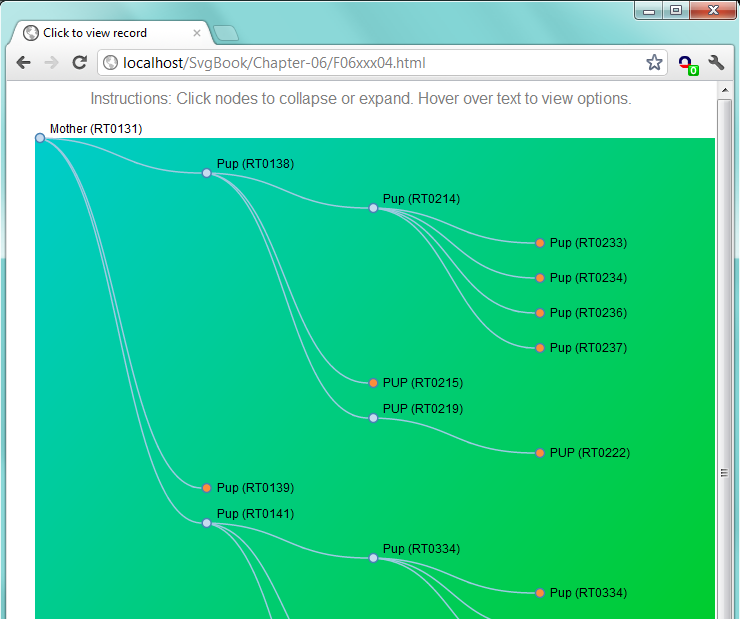 Click to view record
localhost/SvgBook/Chapter-06/F06xxx04.html
0
Instructions: Click nodes to collapse or expand. Hover over text to view options.
Mother (RT0131)
Pup (RT0138)
Pup (RT0214)
Pup (RT0233)
Pup (RT0234)
Pup (RT0236)
Pup (RT0237)
PUP (RT0215)
PUP (RT0219)
PUP (RT0222)
Pup (RT0139)
Pup (RT0141)
Pup (RT0334)
Pup (RT0334)